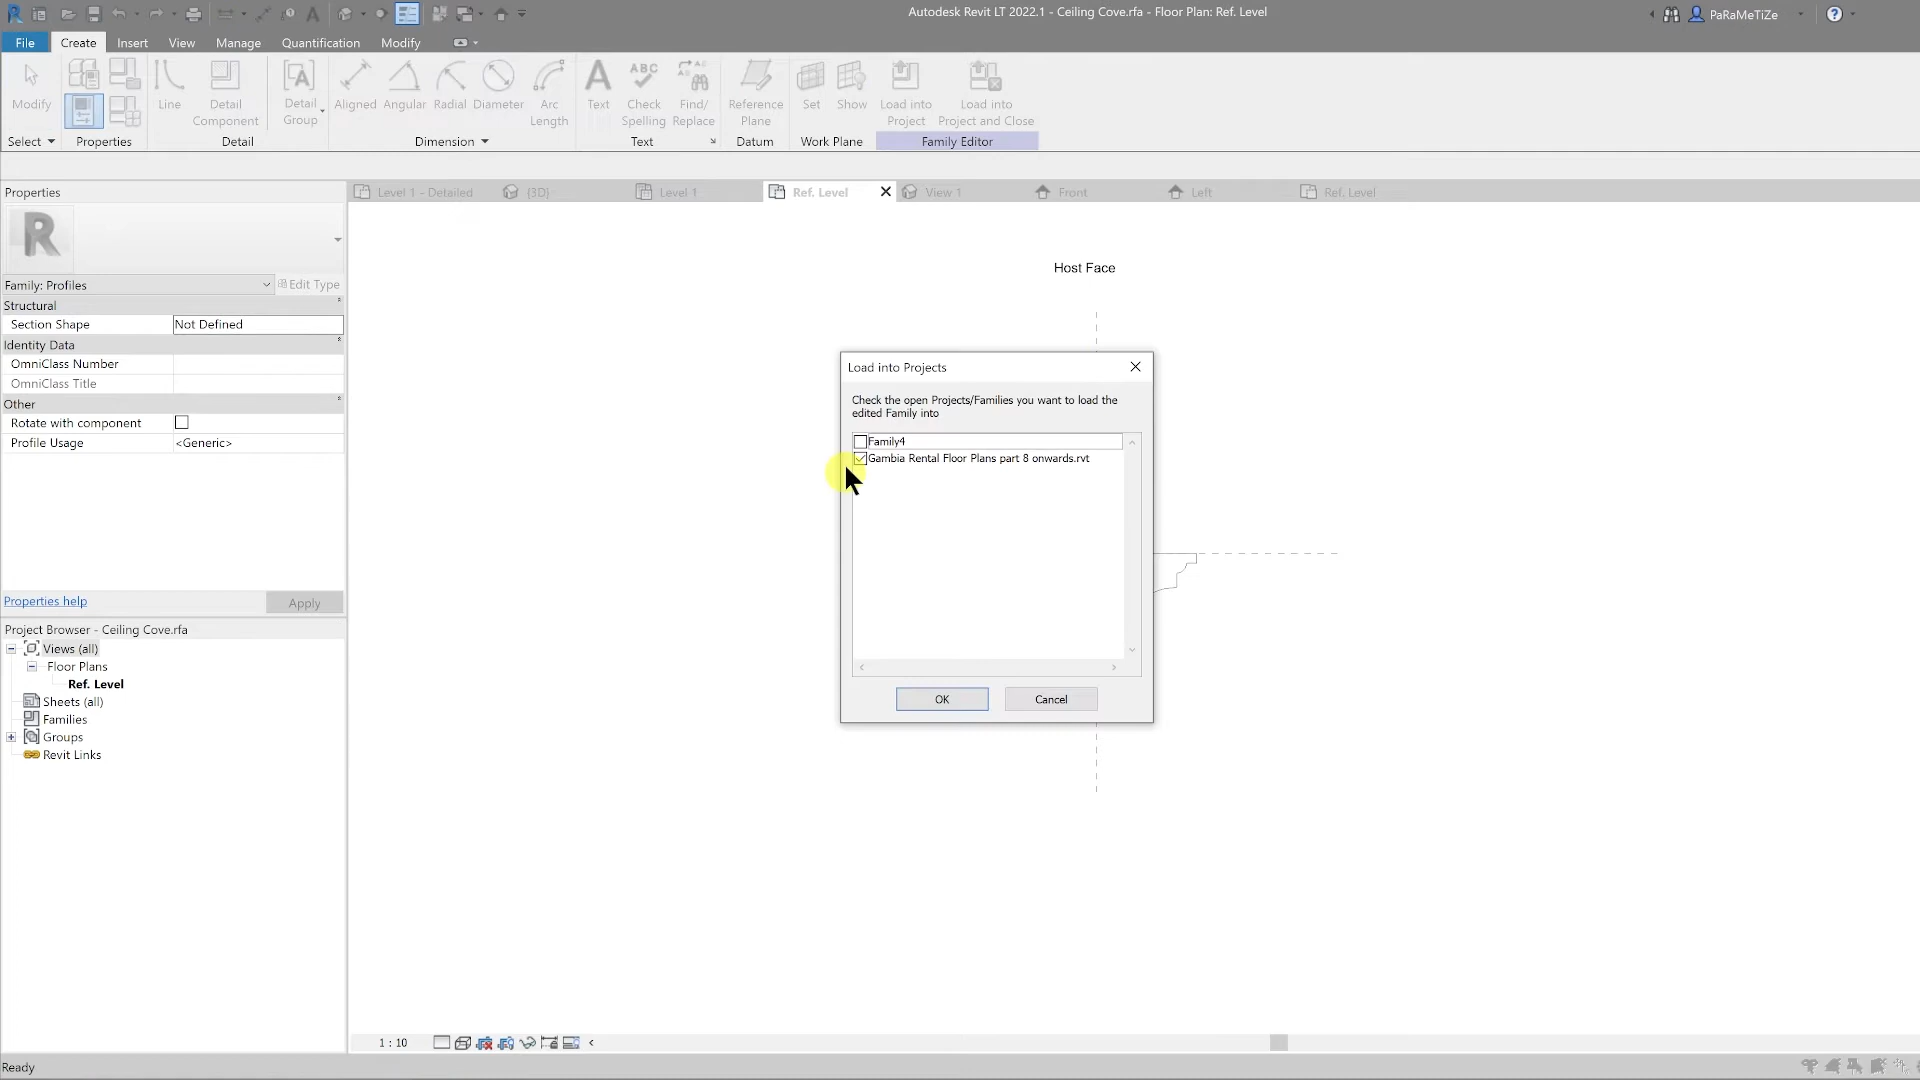 Autodesk Revit LT 2022.1 - Ceiling Cove.rfa - Floor Plan: Ref. Level
PaRaMeTiZe
File Create Insert View Manage Quantification Modify
Modify
Line
Detail Component
Detail Group
Aligned Angular Radial Diameter
Arc Length
Text
ABC
Check Spelling
Find/ Replace
Reference Plane
Set Show
Load into Project
Load into Project and Close
Select Properties Detail Dimension Text Datum Work Plane Family Editor
Properties
Level 1 - Detailed {3D} Level 1 Ref. Level View 1 Front Left Ref. Level
R
Family: Profiles Edit Type
Structural
Section Shape Not Defined
Identity Data
OmniClass Number
OmniClass Title
Other
Rotate with component
Profile Usage <Generic>
Properties help Apply
Project Browser - Ceiling Cove.rfa
Views (all)
Floor Plans
Ref. Level
Sheets (all)
Families
Groups
Revit Links
Host Face
Load into Projects
Check the open Projects/Families you want to load the
edited Family into
Family4
Gambia Rental Floor Plans part 8 onwards.rvt
OK Cancel
1 : 10
Ready